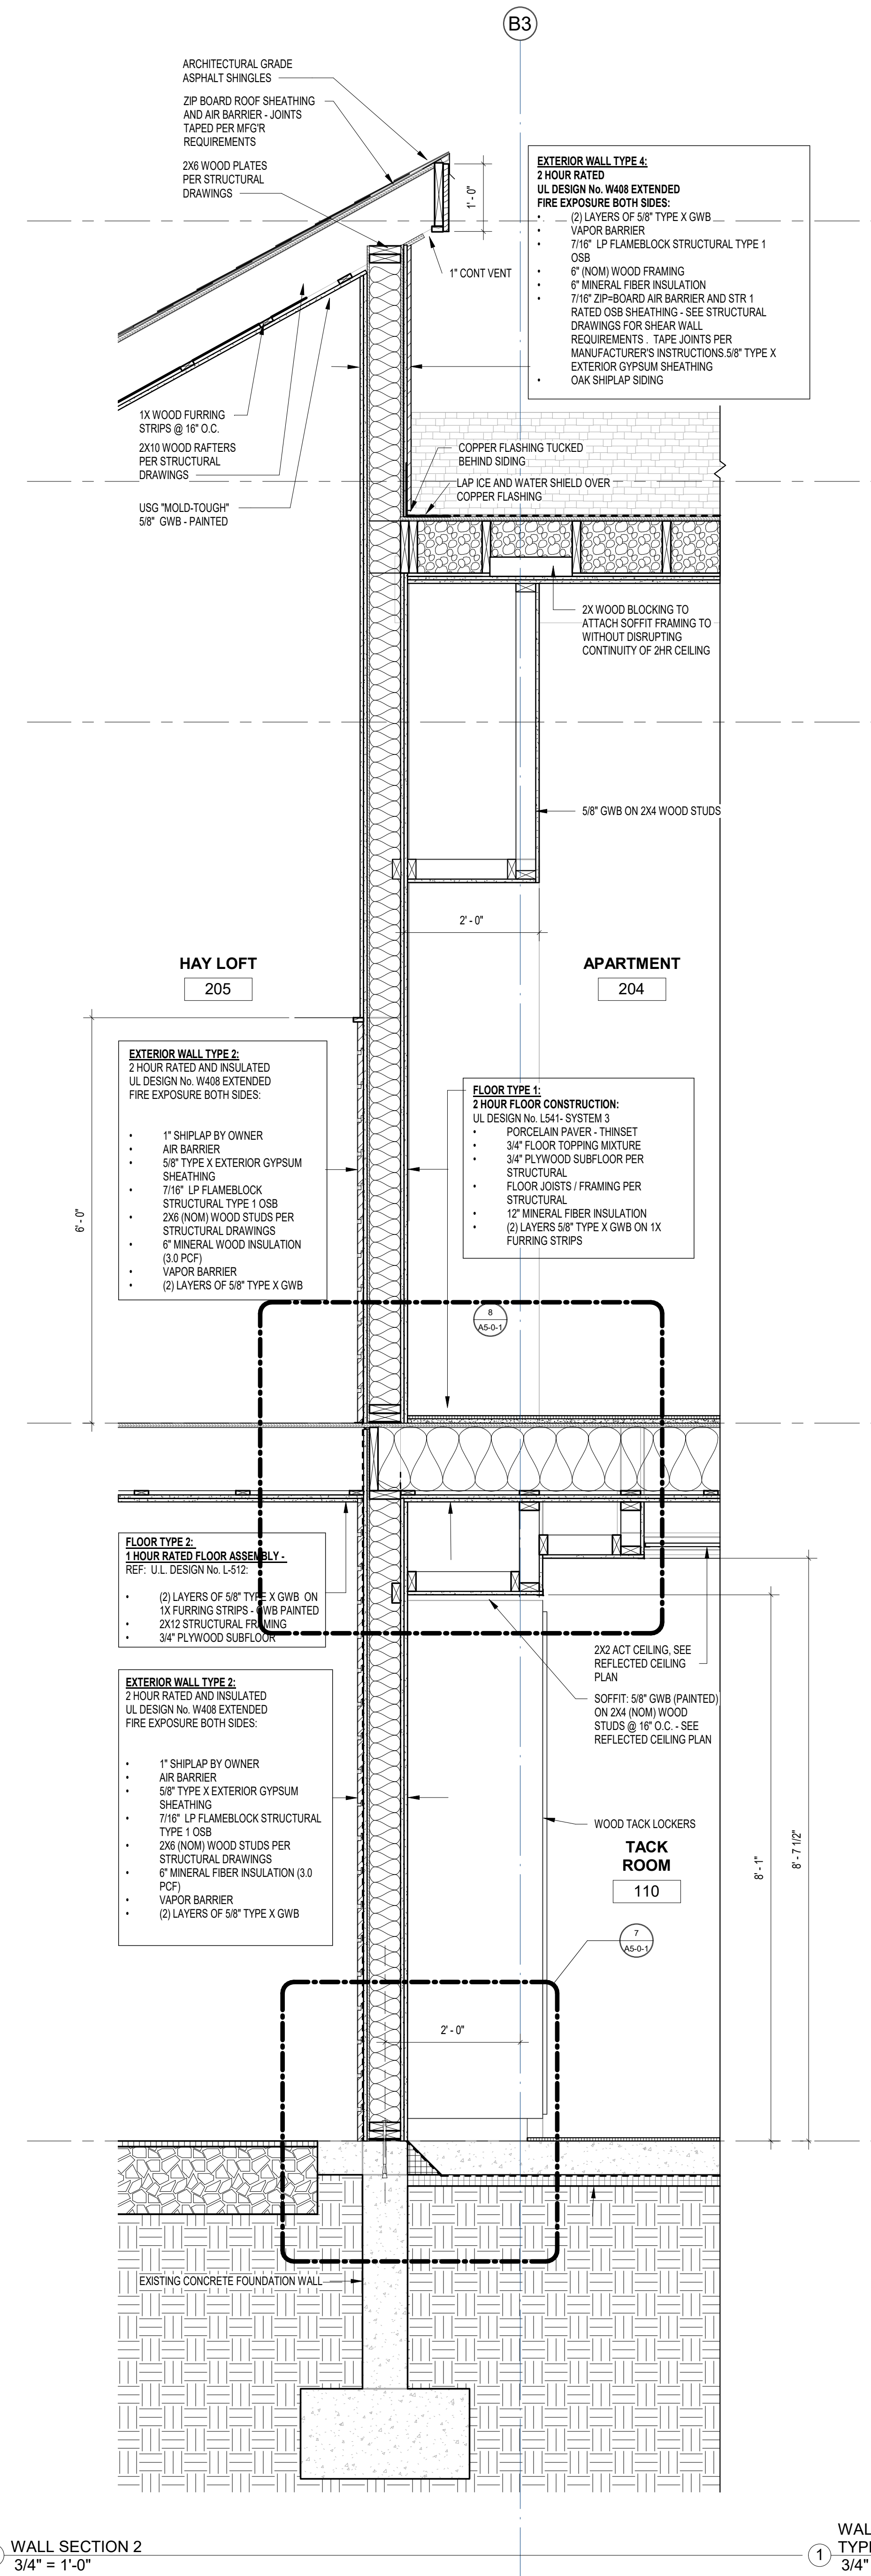 B3
ARCHITECTURAL GRADE
ASPHALT SHINGLES
ZIP BOARD ROOF SHEATHING
AND AIR BARRIER - JOINTS
TAPED PER MFG'R
REQUIREMENTS
2X6 WOOD PLATES
PER STRUCTURAL
DRAWINGS
1' - 0"
1" CONT VENT
EXTERIOR WALL TYPE 4:
2 HOUR RATED
UL DESIGN No. W408 EXTENDED
FIRE EXPOSURE BOTH SIDES:
• (2) LAYERS OF 5/8" TYPE X GWB
• VAPOR BARRIER
• 7/16" LP FLAMEBLOCK STRUCTURAL TYPE 1
OSB
• 6" (NOM) WOOD FRAMING
• 6" MINERAL FIBER INSULATION
• 7/16" ZIP=BOARD AIR BARRIER AND STR 1
RATED OSB SHEATHING - SEE STRUCTURAL
DRAWINGS FOR SHEAR WALL
REQUIREMENTS . TAPE JOINTS PER
MANUFACTURER'S INSTRUCTIONS.5/8" TYPE X
EXTERIOR GYPSUM SHEATHING
• OAK SHIPLAP SIDING
1X WOOD FURRING
STRIPS @ 16" O.C.
2X10 WOOD RAFTERS
PER STRUCTURAL
DRAWINGS
USG "MOLD-TOUGH"
5/8" GWB - PAINTED
COPPER FLASHING TUCKED
BEHIND SIDING
LAP ICE AND WATER SHIELD OVER
COPPER FLASHING
2X WOOD BLOCKING TO
ATTACH SOFFIT FRAMING TO
WITHOUT DISRUPTING
CONTINUITY OF 2HR CEILING
5/8" GWB ON 2X4 WOOD STUDS
2' - 0"
HAY LOFT
205
APARTMENT
204
EXTERIOR WALL TYPE 2:
2 HOUR RATED AND INSULATED
UL DESIGN No. W408 EXTENDED
FIRE EXPOSURE BOTH SIDES:
• 1" SHIPLAP BY OWNER
• AIR BARRIER
• 5/8" TYPE X EXTERIOR GYPSUM
SHEATHING
• 7/16" LP FLAMEBLOCK
STRUCTURAL TYPE 1 OSB
• 2X6 (NOM) WOOD STUDS PER
STRUCTURAL DRAWINGS
• 6" MINERAL WOOD INSULATION
(3.0 PCF)
• VAPOR BARRIER
• (2) LAYERS OF 5/8" TYPE X GWB
6' - 0"
FLOOR TYPE 1:
2 HOUR FLOOR CONSTRUCTION:
UL DESIGN No. L541- SYSTEM 3
• PORCELAIN PAVER - THINSET
• 3/4" FLOOR TOPPING MIXTURE
• 3/4" PLYWOOD SUBFLOOR PER
STRUCTURAL
• FLOOR JOISTS / FRAMING PER
STRUCTURAL
• 12" MINERAL FIBER INSULATION
• (2) LAYERS 5/8" TYPE X GWB ON 1X
FURRING STRIPS
8
A5-0-1
FLOOR TYPE 2:
1 HOUR RATED FLOOR ASSEMBLY -
REF: U.L. DESIGN No. L-512:
• (2) LAYERS OF 5/8" TYPE X GWB ON
1X FURRING STRIPS - GWB PAINTED
• 2X12 STRUCTURAL FRAMING
• 3/4" PLYWOOD SUBFLOOR
2X2 ACT CEILING, SEE
REFLECTED CEILING
PLAN
SOFFIT: 5/8" GWB (PAINTED)
ON 2X4 (NOM) WOOD
STUDS @ 16" O.C. - SEE
REFLECTED CEILING PLAN
EXTERIOR WALL TYPE 2:
2 HOUR RATED AND INSULATED
UL DESIGN No. W408 EXTENDED
FIRE EXPOSURE BOTH SIDES:
• 1" SHIPLAP BY OWNER
• AIR BARRIER
• 5/8" TYPE X EXTERIOR GYPSUM
SHEATHING
• 7/16" LP FLAMEBLOCK STRUCTURAL
TYPE 1 OSB
• 2X6 (NOM) WOOD STUDS PER
STRUCTURAL DRAWINGS
• 6" MINERAL FIBER INSULATION (3.0
PCF)
• VAPOR BARRIER
• (2) LAYERS OF 5/8" TYPE X GWB
WOOD TACK LOCKERS
TACK
ROOM
110
8' - 1"
8' - 7 1/2"
7
A5-0-1
2' - 0"
EXISTING CONCRETE FOUNDATION WALL
WALL SECTION 2
3/4" = 1'-0"
1
WAL
TYP
3/4"